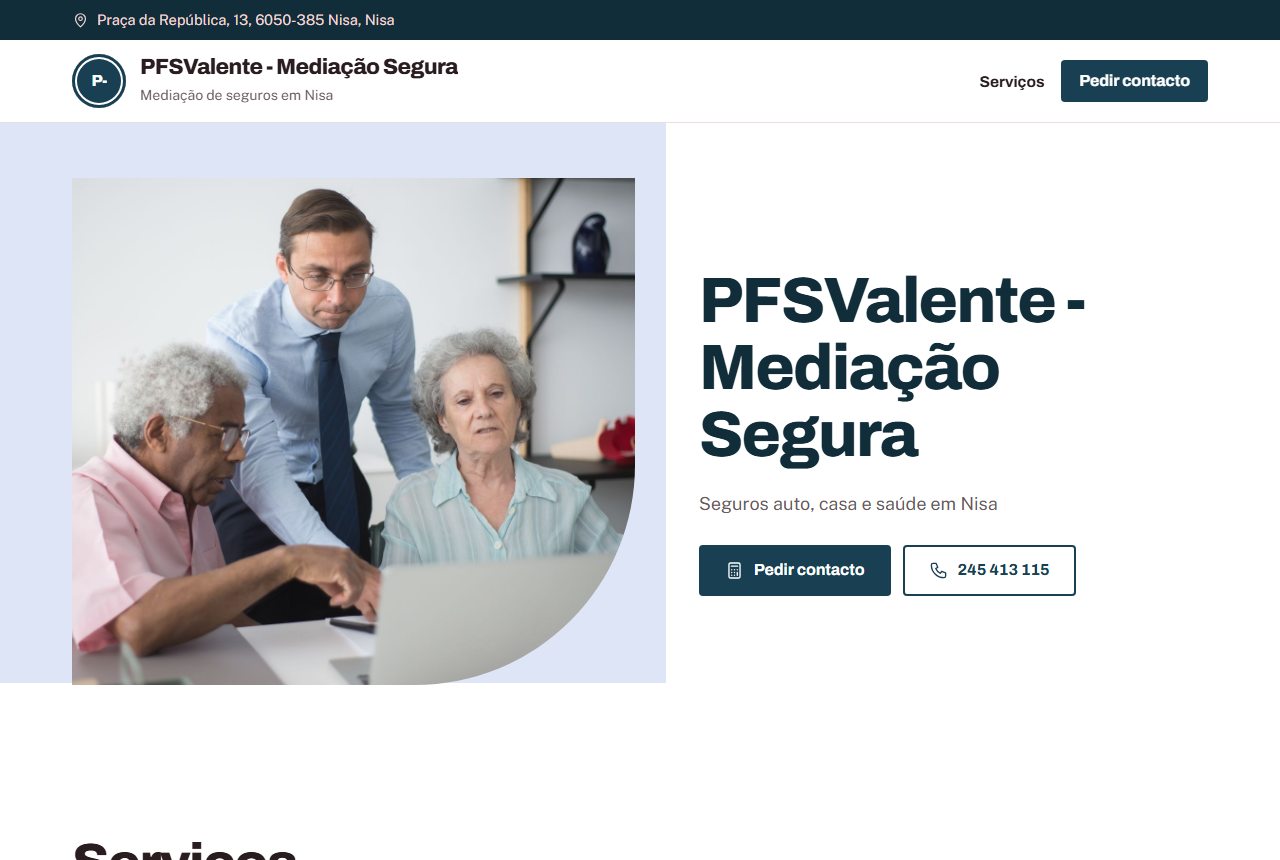 Praça da República, 13, 6050-385 Nisa, Nisa
P-
PFSValente - Mediação Segura
Mediação de seguros em Nisa
Serviços
Pedir contacto
PFSValente -
Mediação
Segura
Seguros auto, casa e saúde em Nisa
Pedir contacto
245 413 115
Serviços